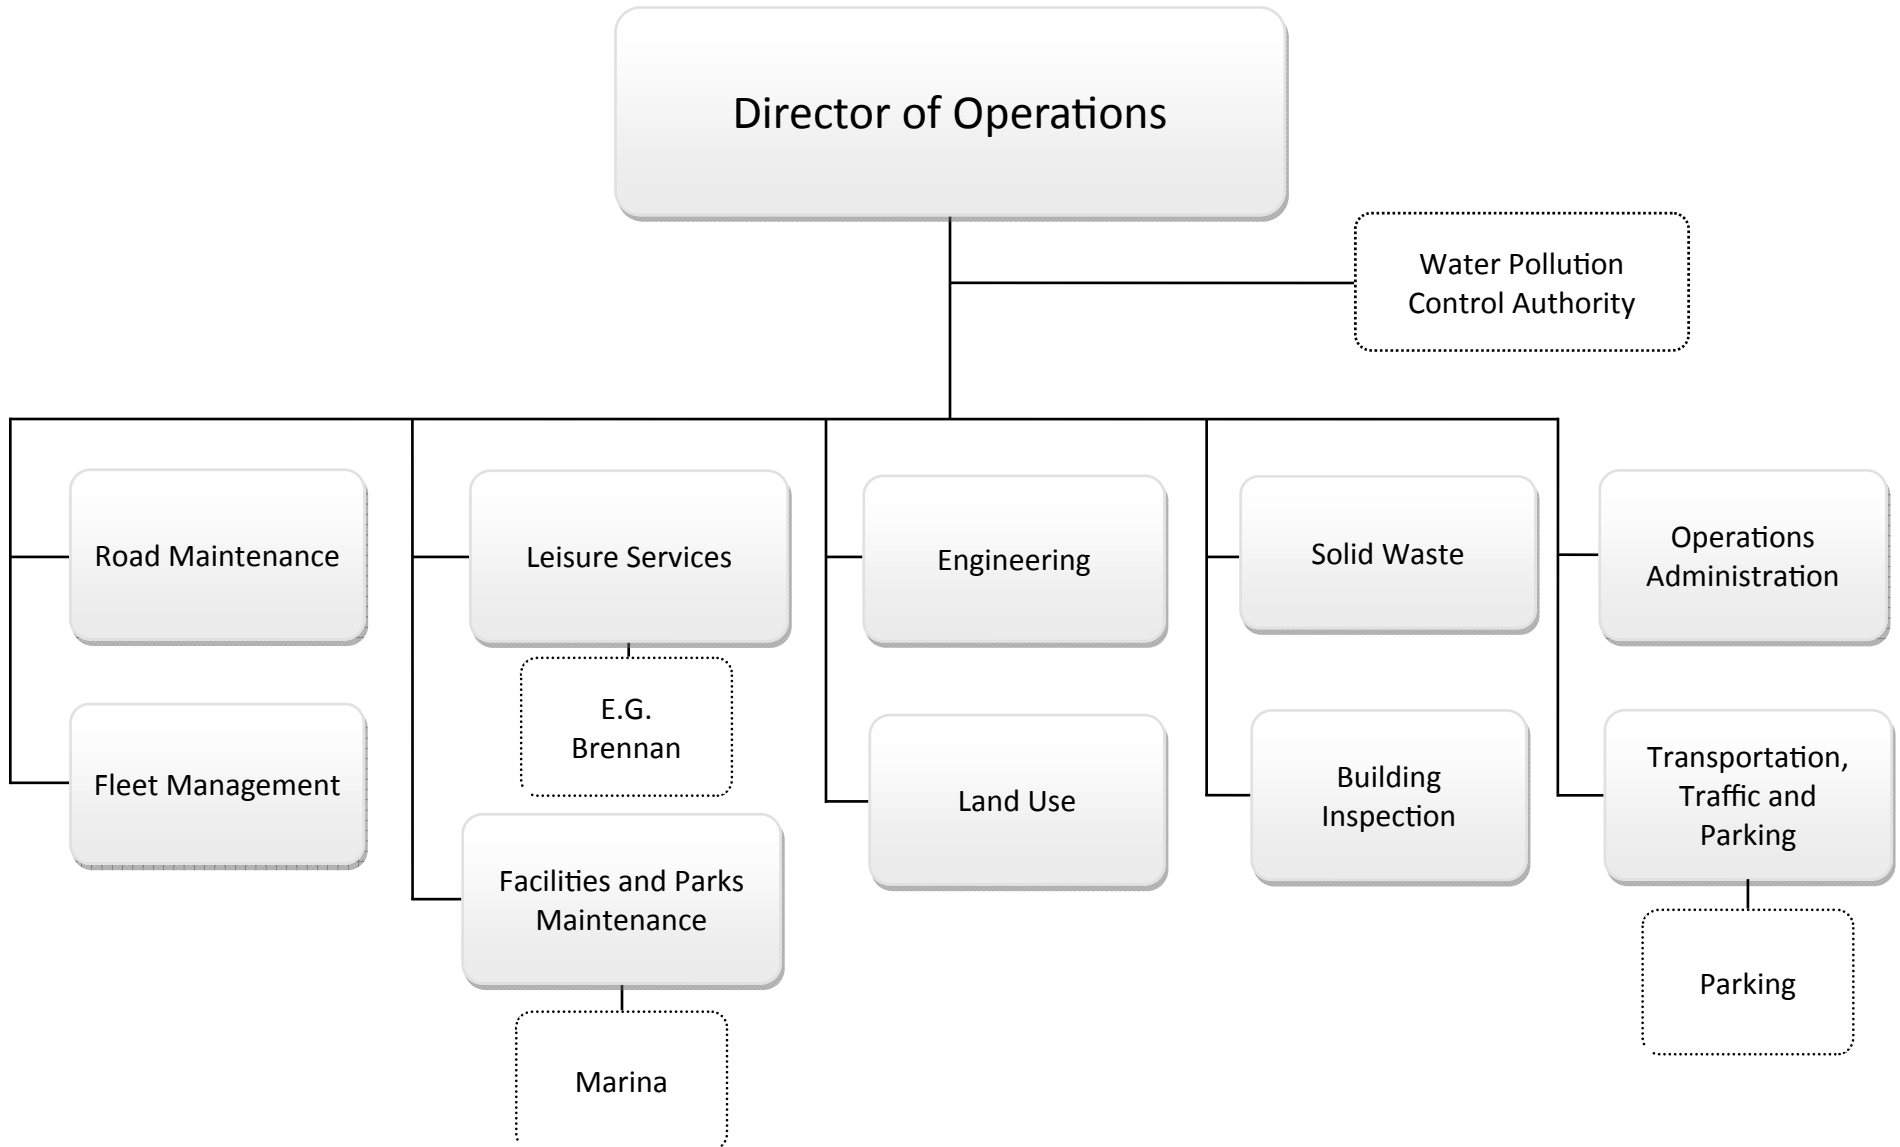 Director of Operations
Water Pollution
Control Authority
Road Maintenance
Leisure Services
Engineering
Solid Waste
Operations
Administration
E.G.
Brennan
Fleet Management
Land Use
Building
Inspection
Transportation,
Traffic and
Parking
Facilities and Parks
Maintenance
Parking
Marina